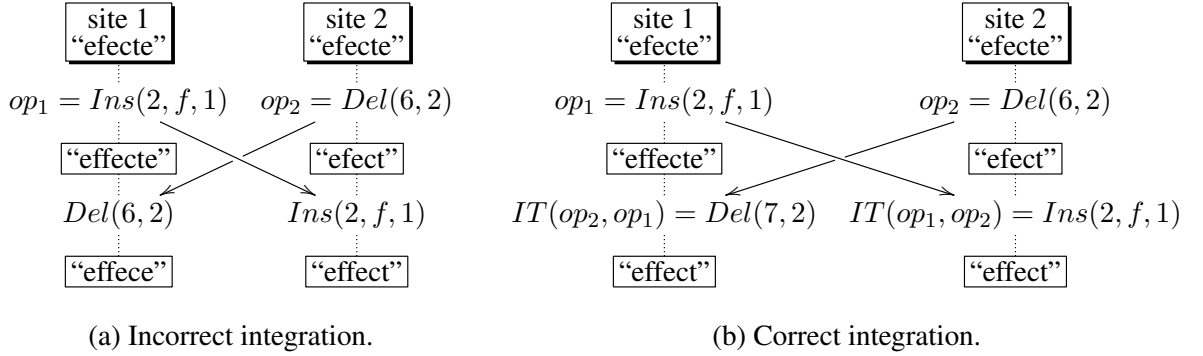 site 1
“efecte”
site 2
“efecte”
op1 = Ins(2, f, 1)
op2 = Del(6, 2)
“effecte”
“efect”
Del(6, 2)
Ins(2, f, 1)
“effece”
“effect”
(a) Incorrect integration.
site 1
“efecte”
site 2
“efecte”
op1 = Ins(2, f, 1)
op2 = Del(6, 2)
“effecte”
“efect”
IT(op2, op1) = Del(7, 2)
IT(op1, op2) = Ins(2, f, 1)
“effect”
“effect”
(b) Correct integration.